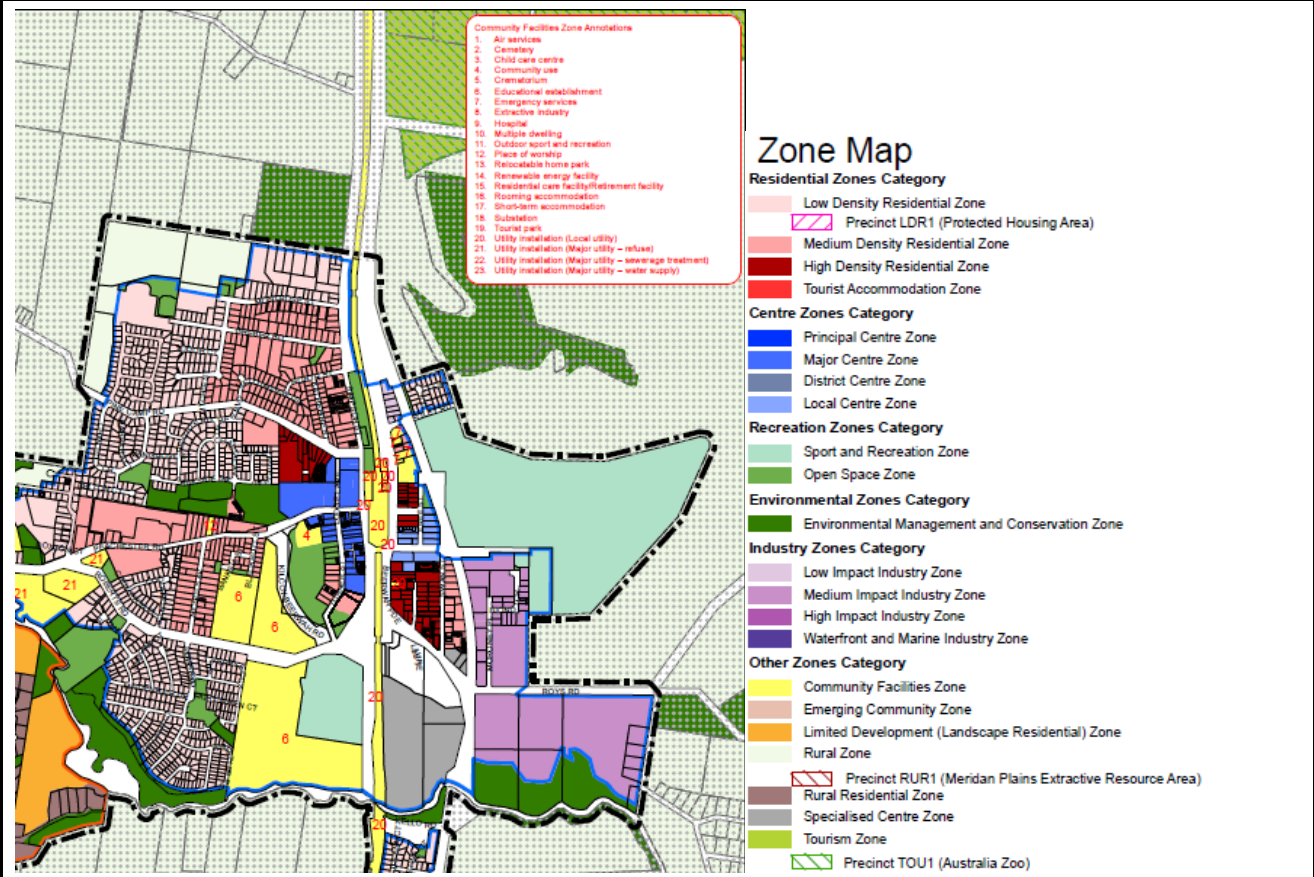 Community Facilities Zone Annotations
1. Air services
2. Cemetery
3. Child care centre
4. Community use
5. Crematorium
6. Educational establishment
7. Emergency services
8. Extractive industry
9. Hospital
10. Multiple dwelling
11. Outdoor sport and recreation
12. Place of worship
13. Relocatable home park
14. Renewable energy facility
15. Residential care facility/Retirement facility
16. Rooming accommodation
17. Short-term accommodation
18. Substation
19. Tourist park
20. Utility installation (Local utility)
21. Utility installation (Major utility – refuse)
22. Utility installation (Major utility – sewerage treatment)
23. Utility installation (Major utility – water supply)
Zone Map
Residential Zones Category
Low Density Residential Zone
Precinct LDR1 (Protected Housing Area)
Medium Density Residential Zone
High Density Residential Zone
Tourist Accommodation Zone
Centre Zones Category
Principal Centre Zone
Major Centre Zone
District Centre Zone
Local Centre Zone
Recreation Zones Category
Sport and Recreation Zone
Open Space Zone
Environmental Zones Category
Environmental Management and Conservation Zone
Industry Zones Category
Low Impact Industry Zone
Medium Impact Industry Zone
High Impact Industry Zone
Waterfront and Marine Industry Zone
Other Zones Category
Community Facilities Zone
Emerging Community Zone
Limited Development (Landscape Residential) Zone
Rural Zone
Precinct RUR1 (Meridan Plains Extractive Resource Area)
Rural Residential Zone
Specialised Centre Zone
Tourism Zone
Precinct TOU1 (Australia Zoo)
20
20
20
20
4
20
21
21
21
6
6
ROYS RD
20
6
20